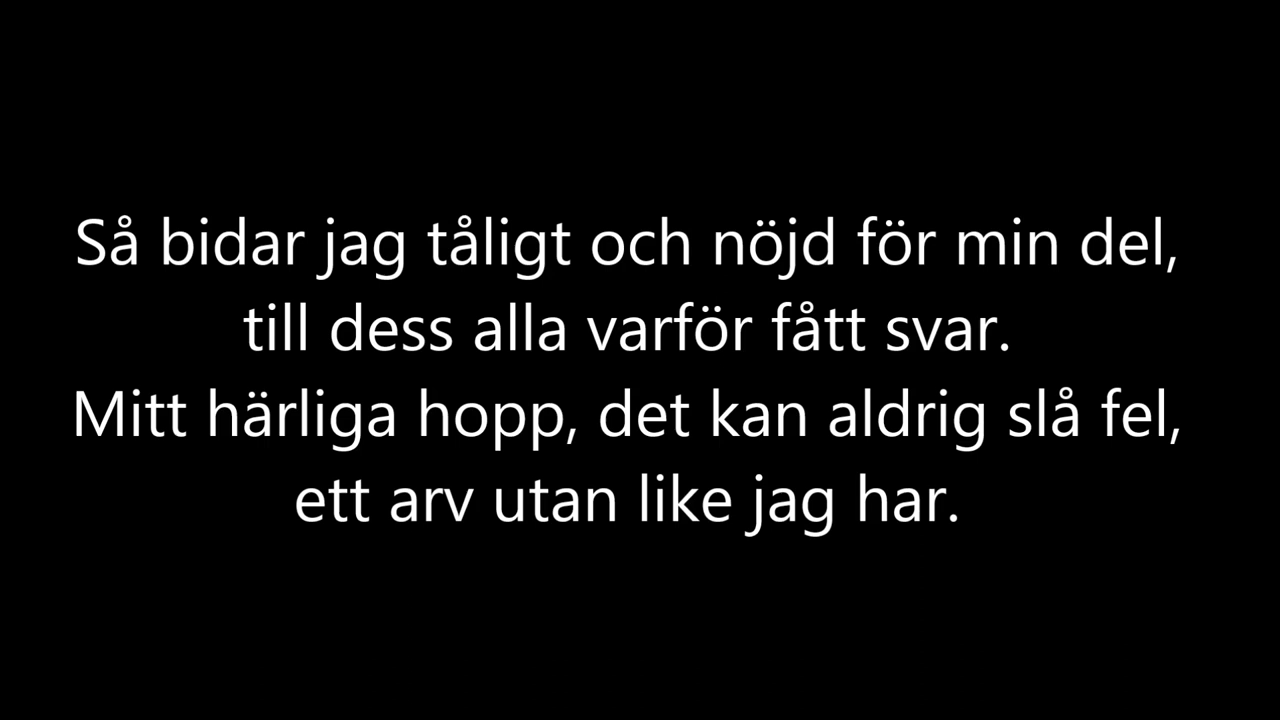 Så bidar jag tåligt och nöjd för min del,
till dess alla varför fått svar.
Mitt härliga hopp, det kan aldrig slå fel,
ett arv utan like jag har.